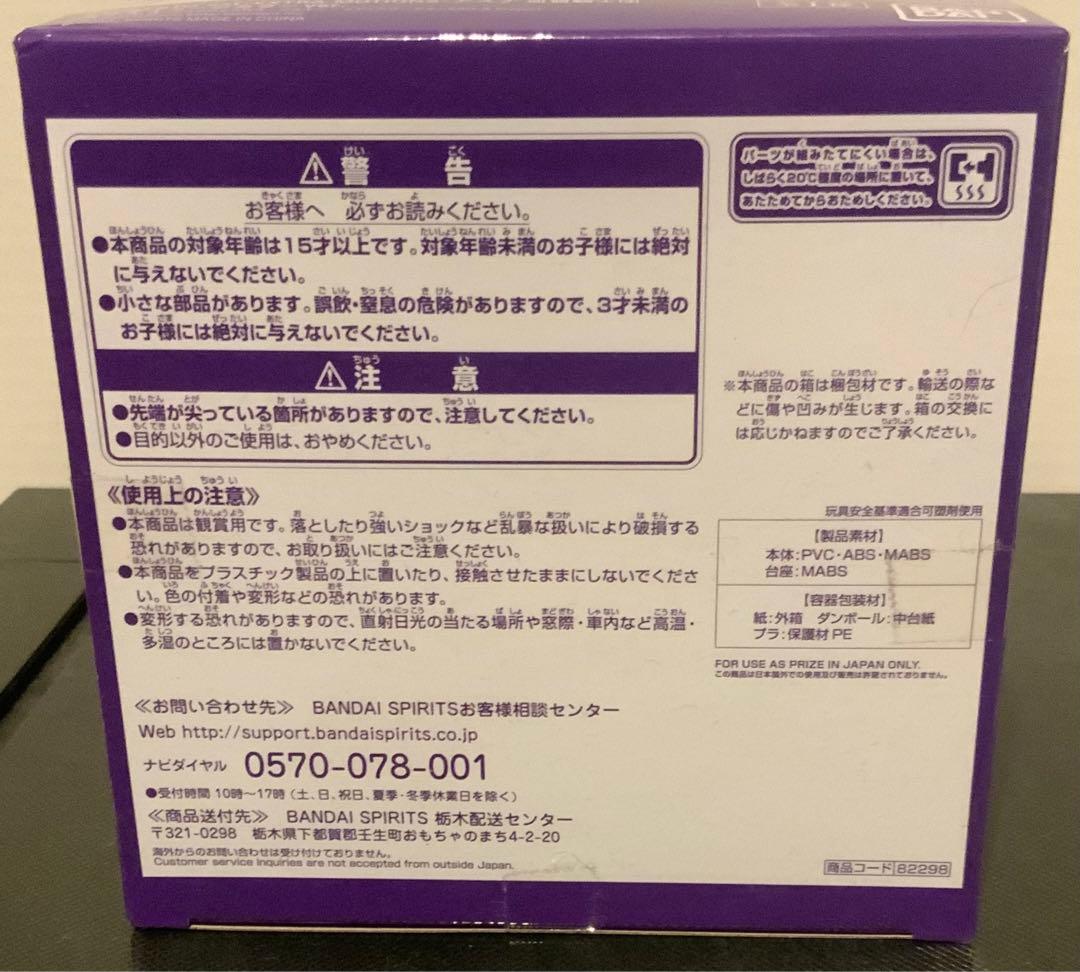 MADE IN CHINA
⚠警告
お客様へ 必ずお読みください。
●本商品の対象年齢は15才以上です。対象年齢未満のお子様には絶対
に与えないでください。
●小さな部品があります。誤飲・窒息の危険がありますので、3才未満の
お子様には絶対に与えないでください。
⚠注意
●先端が尖っている箇所がありますので、注意してください。
●目的以外のご使用は、おやめください。
パーツが組みたてにくい場合は、
しばらく20℃程度の場所に置いて、
あたためてからおためしください。
※本商品の箱は梱包材です。輸送の際な
どに傷や凹みが生じます。箱の交換に
は応じかねますのでご了承ください。
《使用上の注意》
●本商品は観賞用です。落としたり強いショックなど乱暴な扱いにより破損する
恐れがありますので、お取り扱いにはご注意ください。
●本商品をプラスチック製品の上に置いたり、接触させたままにしないでくださ
い。色の付着や変形などの恐れがあります。
●変形する恐れがありますので、直射日光の当たる場所や窓際・車内など高温・
多湿のところには置かないでください。
玩具安全基準適合可塑剤使用
【製品素材】
本体:PVC・ABS・MABS
台座:MABS
【容器包装材】
紙:外箱 ダンボール:中台紙
プラ:保護材 PE
FOR USE AS PRIZE IN JAPAN ONLY.
この商品は日本国外での使用及び販売は許可されておりません。
≪お問い合わせ先≫ BANDAI SPIRITSお客様相談センター
Web http://support.bandaispirits.co.jp
ナビダイヤル 0570-078-001
●受付時間 10時〜17時(土、日、祝日、夏季・冬季休業日を除く)
≪商品送付先≫ BANDAI SPIRITS 栃木配送センター
〒321-0298 栃木県下都賀郡壬生町おもちゃのまち4-2-20
海外からのお問い合わせは受け付けておりません。
Customer service inquiries are not accepted from outside Japan.
商品コード 82298